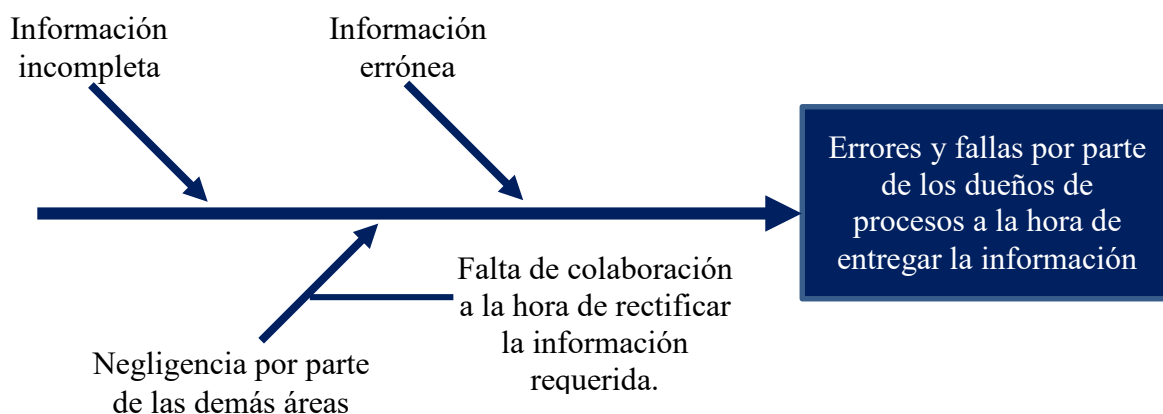 Información
incompleta
Información
errónea
Errores y fallas por parte
de los dueños de
procesos a la hora de
entregar la información
Falta de colaboración
a la hora de rectificar
la información
requerida.
Negligencia por parte
de las demás áreas